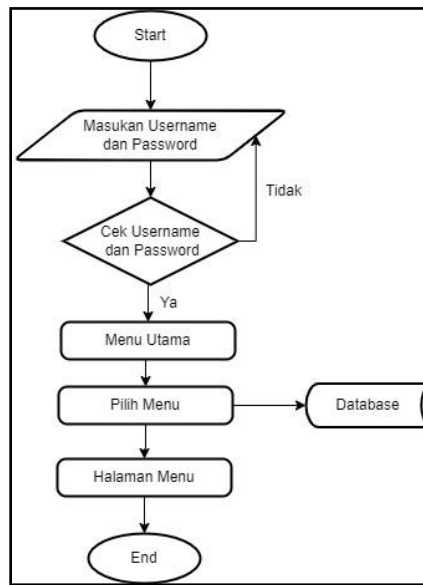 Start
Masukan Username
dan Password
Tidak
Cek Username
dan Password
Ya
Menu Utama
Pilih Menu
Database
Halaman Menu
End